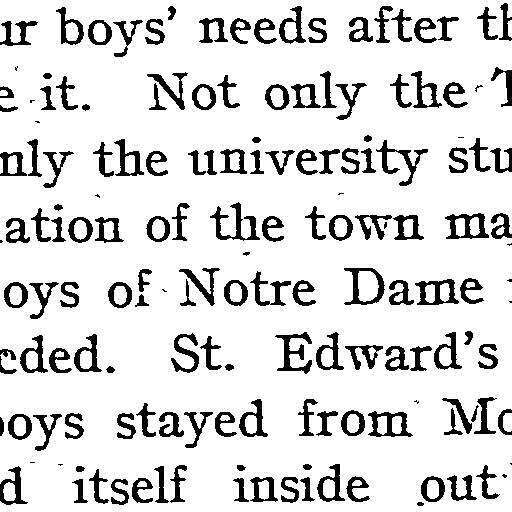 ur boys' needs after th
e it. Not only the T
nly the university stu
lation of the town ma
oys of Notre Dame
eded. St. Edward's
boys stayed from Mo
d itself inside out